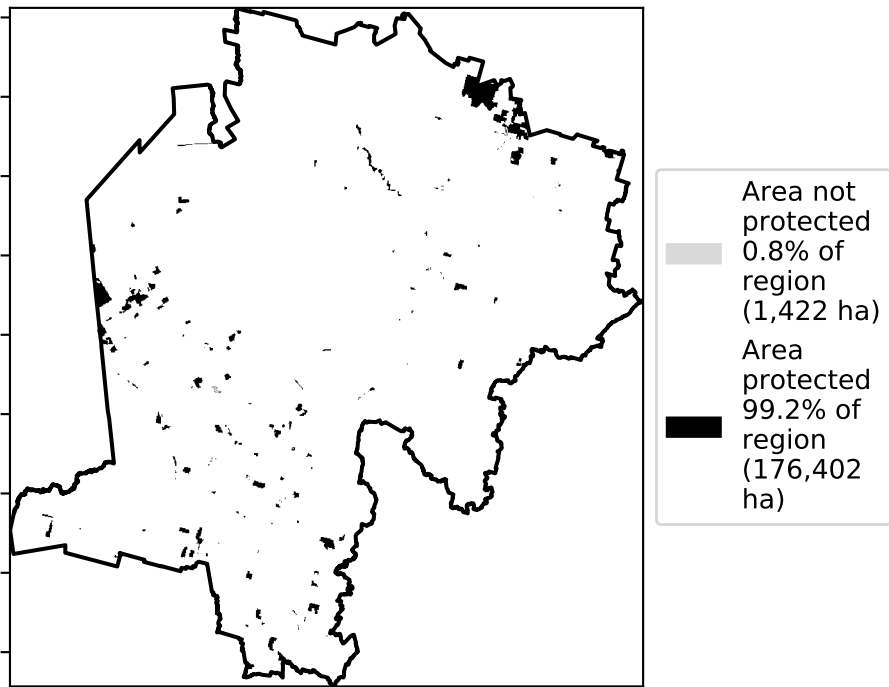 Area not
protected
0.8% of
region
(1,422 ha)
Area
protected
99.2% of
region
(176,402
ha)